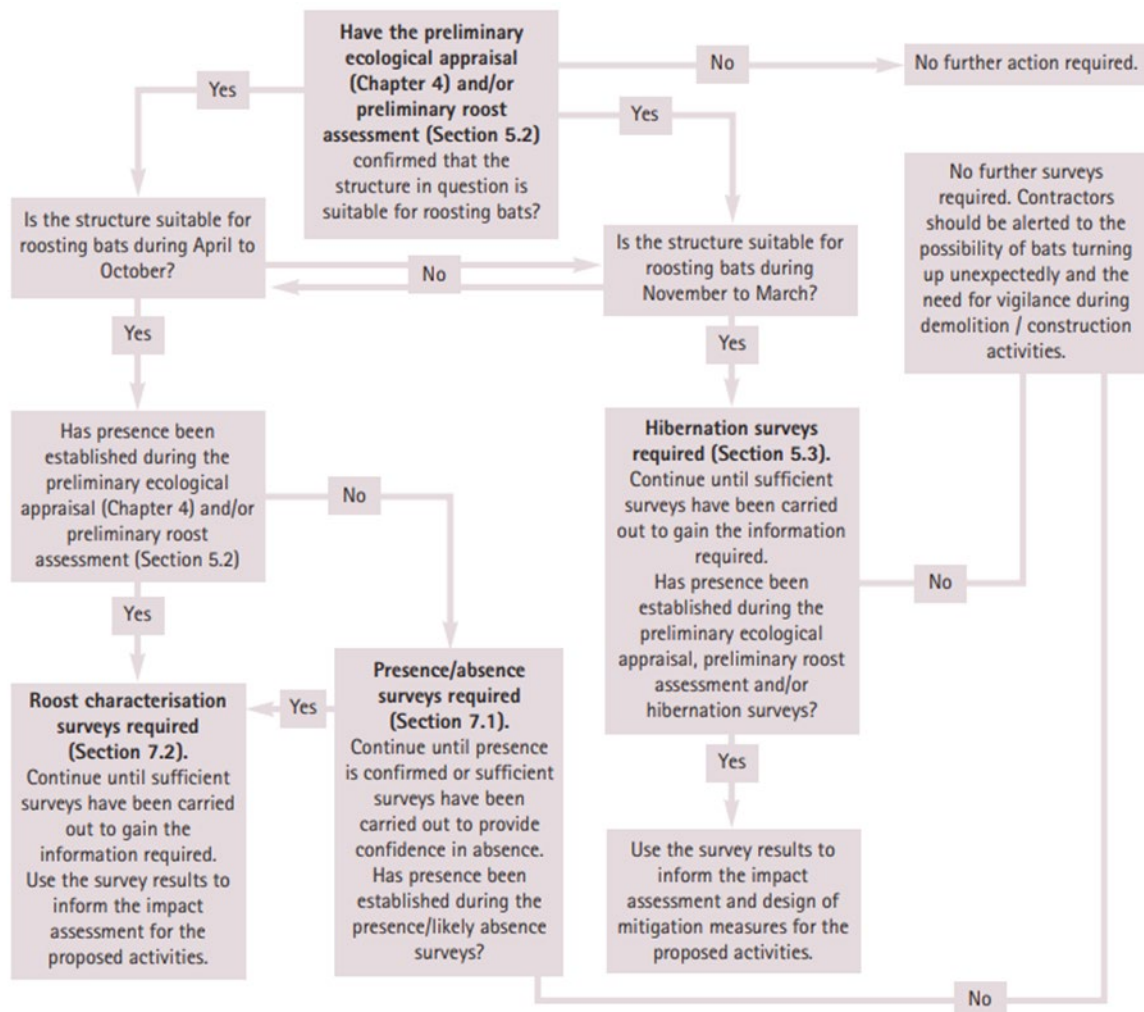 Have the preliminary
ecological appraisal
(Chapter 4) and/or
preliminary roost
assessment (Section 5.2)
confirmed that the
structure in question is
suitable for roosting bats?
No
No further action required.
Yes
Yes
Is the structure suitable for
roosting bats during April to
October?
No
Is the structure suitable for
roosting bats during
November to March?
No further surveys
required. Contractors
should be alerted to the
possibility of bats turning
up unexpectedly and the
need for vigilance during
demolition / construction
activities.
Yes
Yes
Has presence been
established during the
preliminary ecological
appraisal (Chapter 4) and/or
preliminary roost
assessment (Section 5.2)
No
Hibernation surveys
required (Section 5.3).
Continue until sufficient
surveys have been carried
out to gain the information
required.
Has presence been
established during the
preliminary ecological
appraisal, preliminary roost
assessment and/or
hibernation surveys?
No
Yes
Roost characterisation
surveys required
(Section 7.2).
Continue until sufficient
surveys have been carried
out to gain the
information required.
Use the survey results to
inform the impact
assessment for the
proposed activities.
Yes
Presence/absence
surveys required
(Section 7.1).
Continue until presence
is confirmed or sufficient
surveys have been
carried out to provide
confidence in absence.
Has presence been
established during the
presence/likely absence
surveys?
Yes
Use the survey results to
inform the impact
assessment and design of
mitigation measures for the
proposed activities.
No